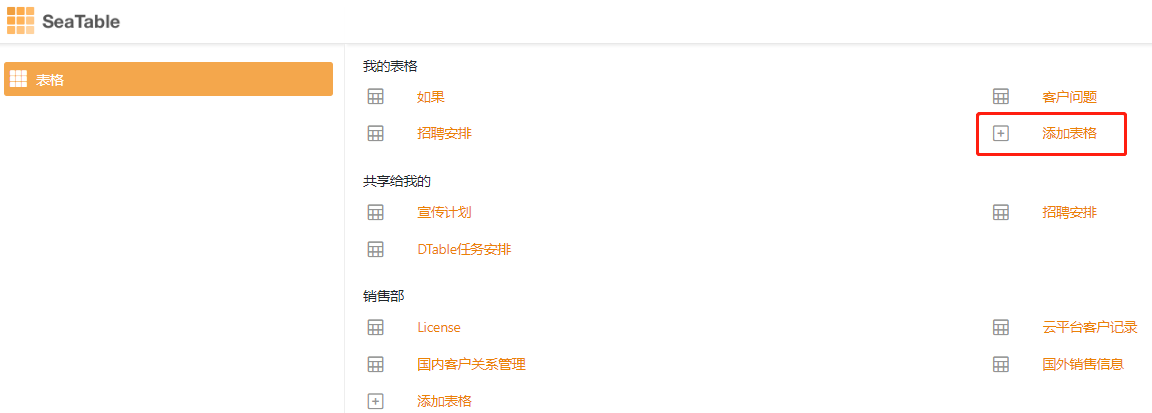 SeaTable
表格
我的表格
如果
客户问题
招聘安排
添加表格
共享给我的
宣传计划
招聘安排
DTable任务安排
销售部
License
云平台客户记录
国内客户关系管理
国外销售信息
添加表格